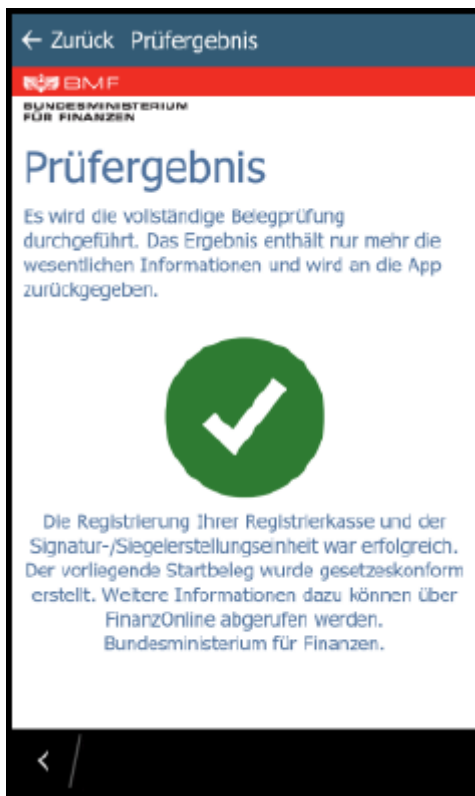 ← Zurück Prüfergebnis
BMF
BUNDESMINISTERIUM
FÜR FINANZEN
Prüfergebnis
Es wird die vollständige Belegprüfung
durchgeführt. Das Ergebnis enthält nur mehr die
wesentlichen Informationen und wird an die App
zurückgegeben.
Die Registrierung Ihrer Registrierkasse und der
Signatur-/Siegelerstellungseinheit war erfolgreich.
Der vorliegende Startbeleg wurde gesetzeskonform
erstellt. Weitere Informationen dazu können über
FinanzOnline abgerufen werden.
Bundesministerium für Finanzen.